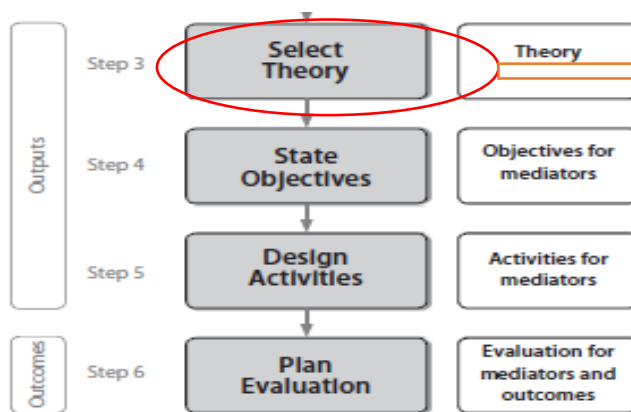 Outputs
Step 3
Select
Theory
Theory
Step 4
State
Objectives
Objectives for
mediators
Step 5
Design
Activities
Activities for
mediators
Outcomes
Step 6
Plan
Evaluation
Evaluation for
mediators and
outcomes